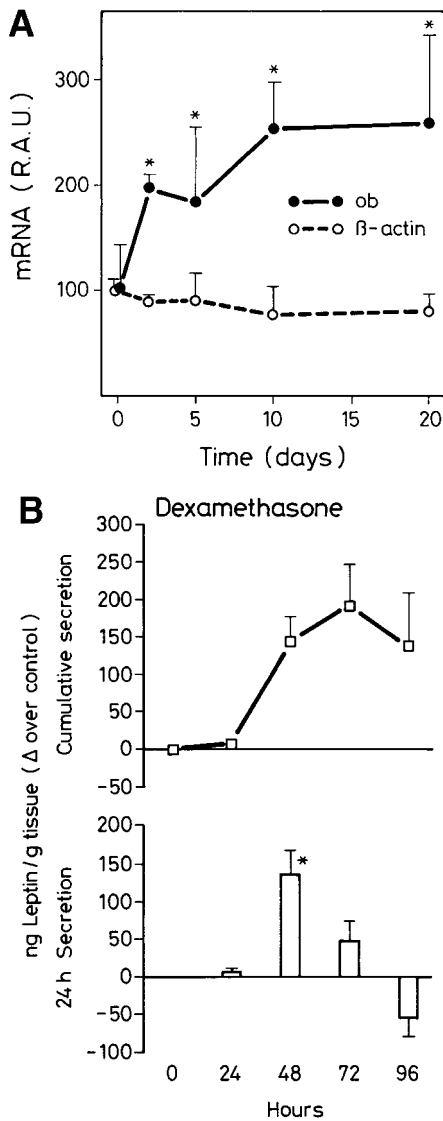 A
300
200
100
mRNA (R.A.U.)
*
*
*
*
ob
ß-actin
0
5
10
15
20
Time (days)
B
Dexamethasone
ng Leptin/g tissue (Δ over control)
Cumulative secretion
300
250
200
150
100
50
0
-50
24 h Secretion
150
100
50
0
-50
-100
*
0
24
48
72
96
Hours